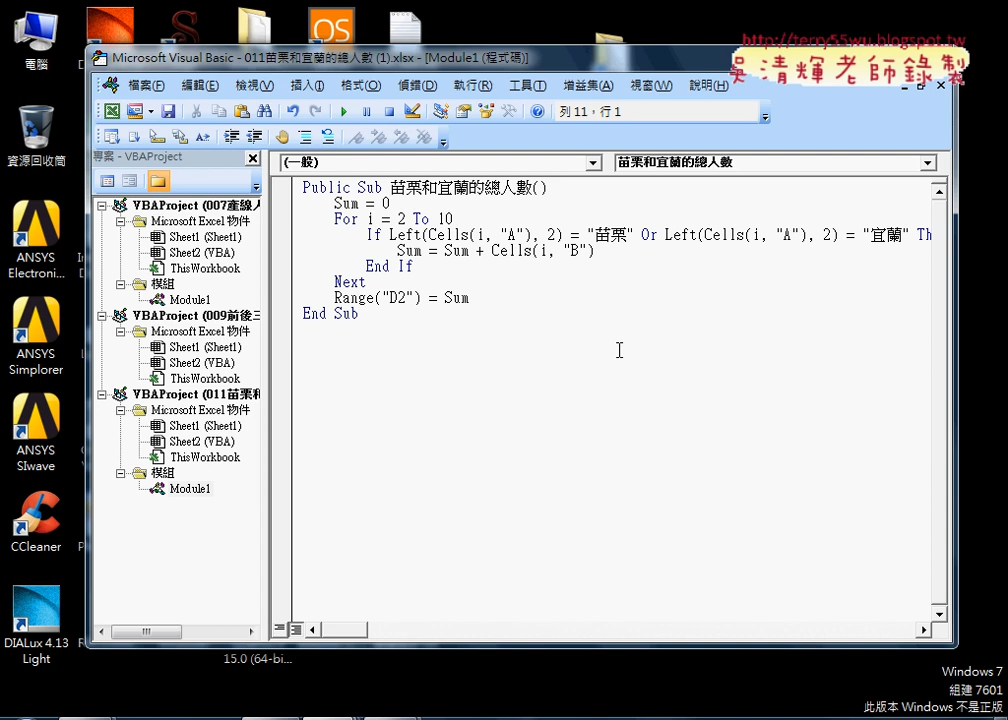 電腦
資源回收筒
ANSYS
Electroni...
ANSYS
Simplorer
ANSYS
SIwave
CCleaner
DIALux 4.13
Light
OS
Microsoft Visual Basic - 011苗栗和宜蘭的總人數 (1).xlsx - [Module1 (程式碼)]
http://terry55wu.blogspot.tw
吳清輝老師錄製
檔案(F) 編輯(E) 檢視(V) 插入(I) 格式(O) 偵錯(D) 執行(R) 工具(T) 增益集(A) 視窗(W) 說明(H)
列 11，行 1
專案 - VBAProject
VBAProject (007產線人
Microsoft Excel 物件
Sheet1 (Sheet1)
Sheet2 (VBA)
ThisWorkbook
模組
Module1
VBAProject (009前後三
Microsoft Excel 物件
Sheet1 (Sheet1)
Sheet2 (VBA)
ThisWorkbook
VBAProject (011苗栗和
Microsoft Excel 物件
Sheet1 (Sheet1)
Sheet2 (VBA)
ThisWorkbook
模組
Module1
(一般)
苗栗和宜蘭的總人數
Public Sub 苗栗和宜蘭的總人數()
Sum = 0
For i = 2 To 10
If Left(Cells(i, "A"), 2) = "苗栗" Or Left(Cells(i, "A"), 2) = "宜蘭" Th
Sum = Sum + Cells(i, "B")
End If
Next
Range("D2") = Sum
End Sub
15.0 (64-bi...
Windows 7
組建 7601
此版本 Windows 不是正版